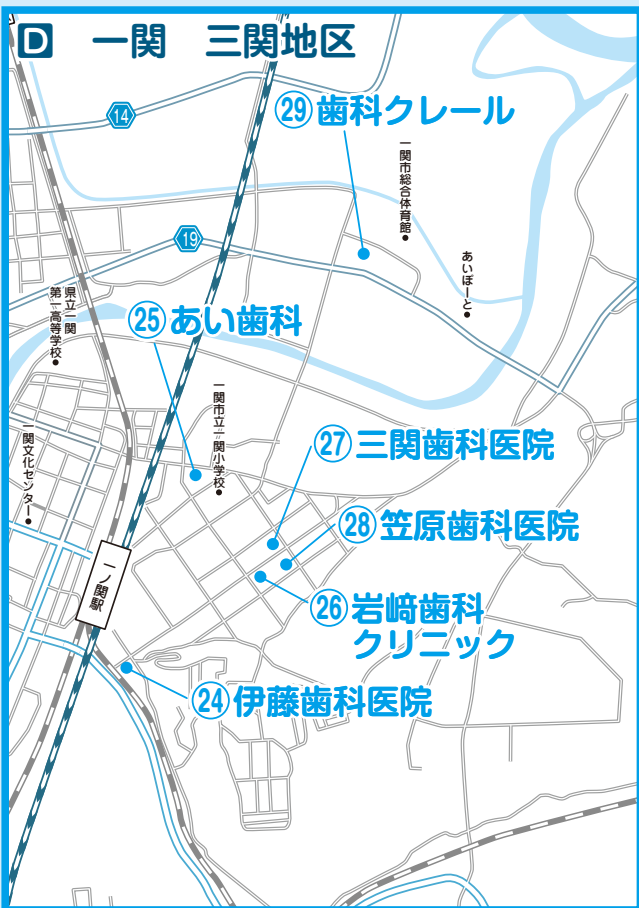 D 一関 三関地区
14
㉙歯科クレール
一関市総合体育館
19
あいぽーと
県立一関
第一高等学校
㉕あい歯科
一関市立一関小学校
一関文化センター
㉗三関歯科医院
㉘笠原歯科医院
一ノ関駅
㉖岩﨑歯科
クリニック
㉔伊藤歯科医院